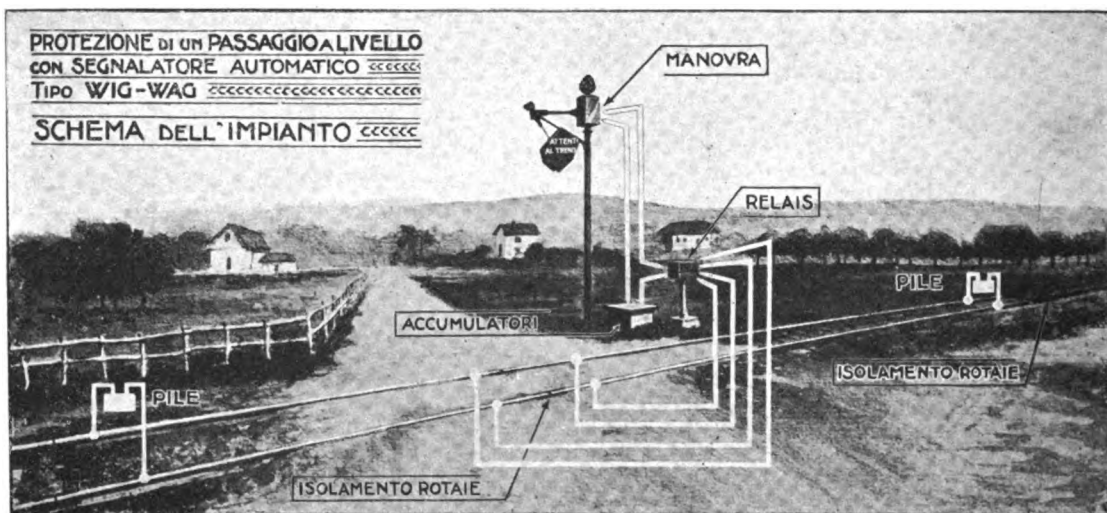 PROTEZIONE DI UN PASSAGGIO A LIVELLO
CON SEGNALATORE AUTOMATICO
TIPO WIG-WAG
SCHEMA DELL'IMPIANTO
MANOVRA
ATTENTI
AL TRENO
RELAIS
PILE
ACCUMULATORI
ISOLAMENTO ROTAIE
PILE
ISOLAMENTO ROTAIE